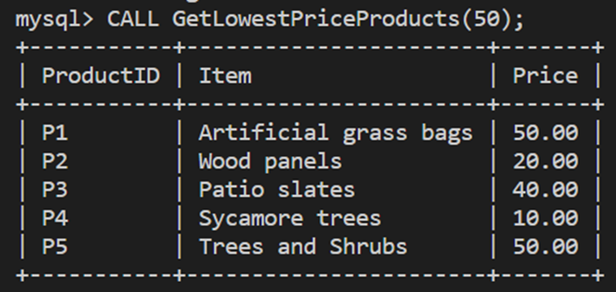 mysql> CALL GetLowestPriceProducts(50);
+-----------+------------------------+-------+
| ProductID | Item                   | Price |
+-----------+------------------------+-------+
| P1        | Artificial grass bags | 50.00 |
| P2        | Wood panels            | 20.00 |
| P3        | Patio slates           | 40.00 |
| P4        | Sycamore trees         | 10.00 |
| P5        | Trees and Shrubs       | 50.00 |
+-----------+------------------------+-------+